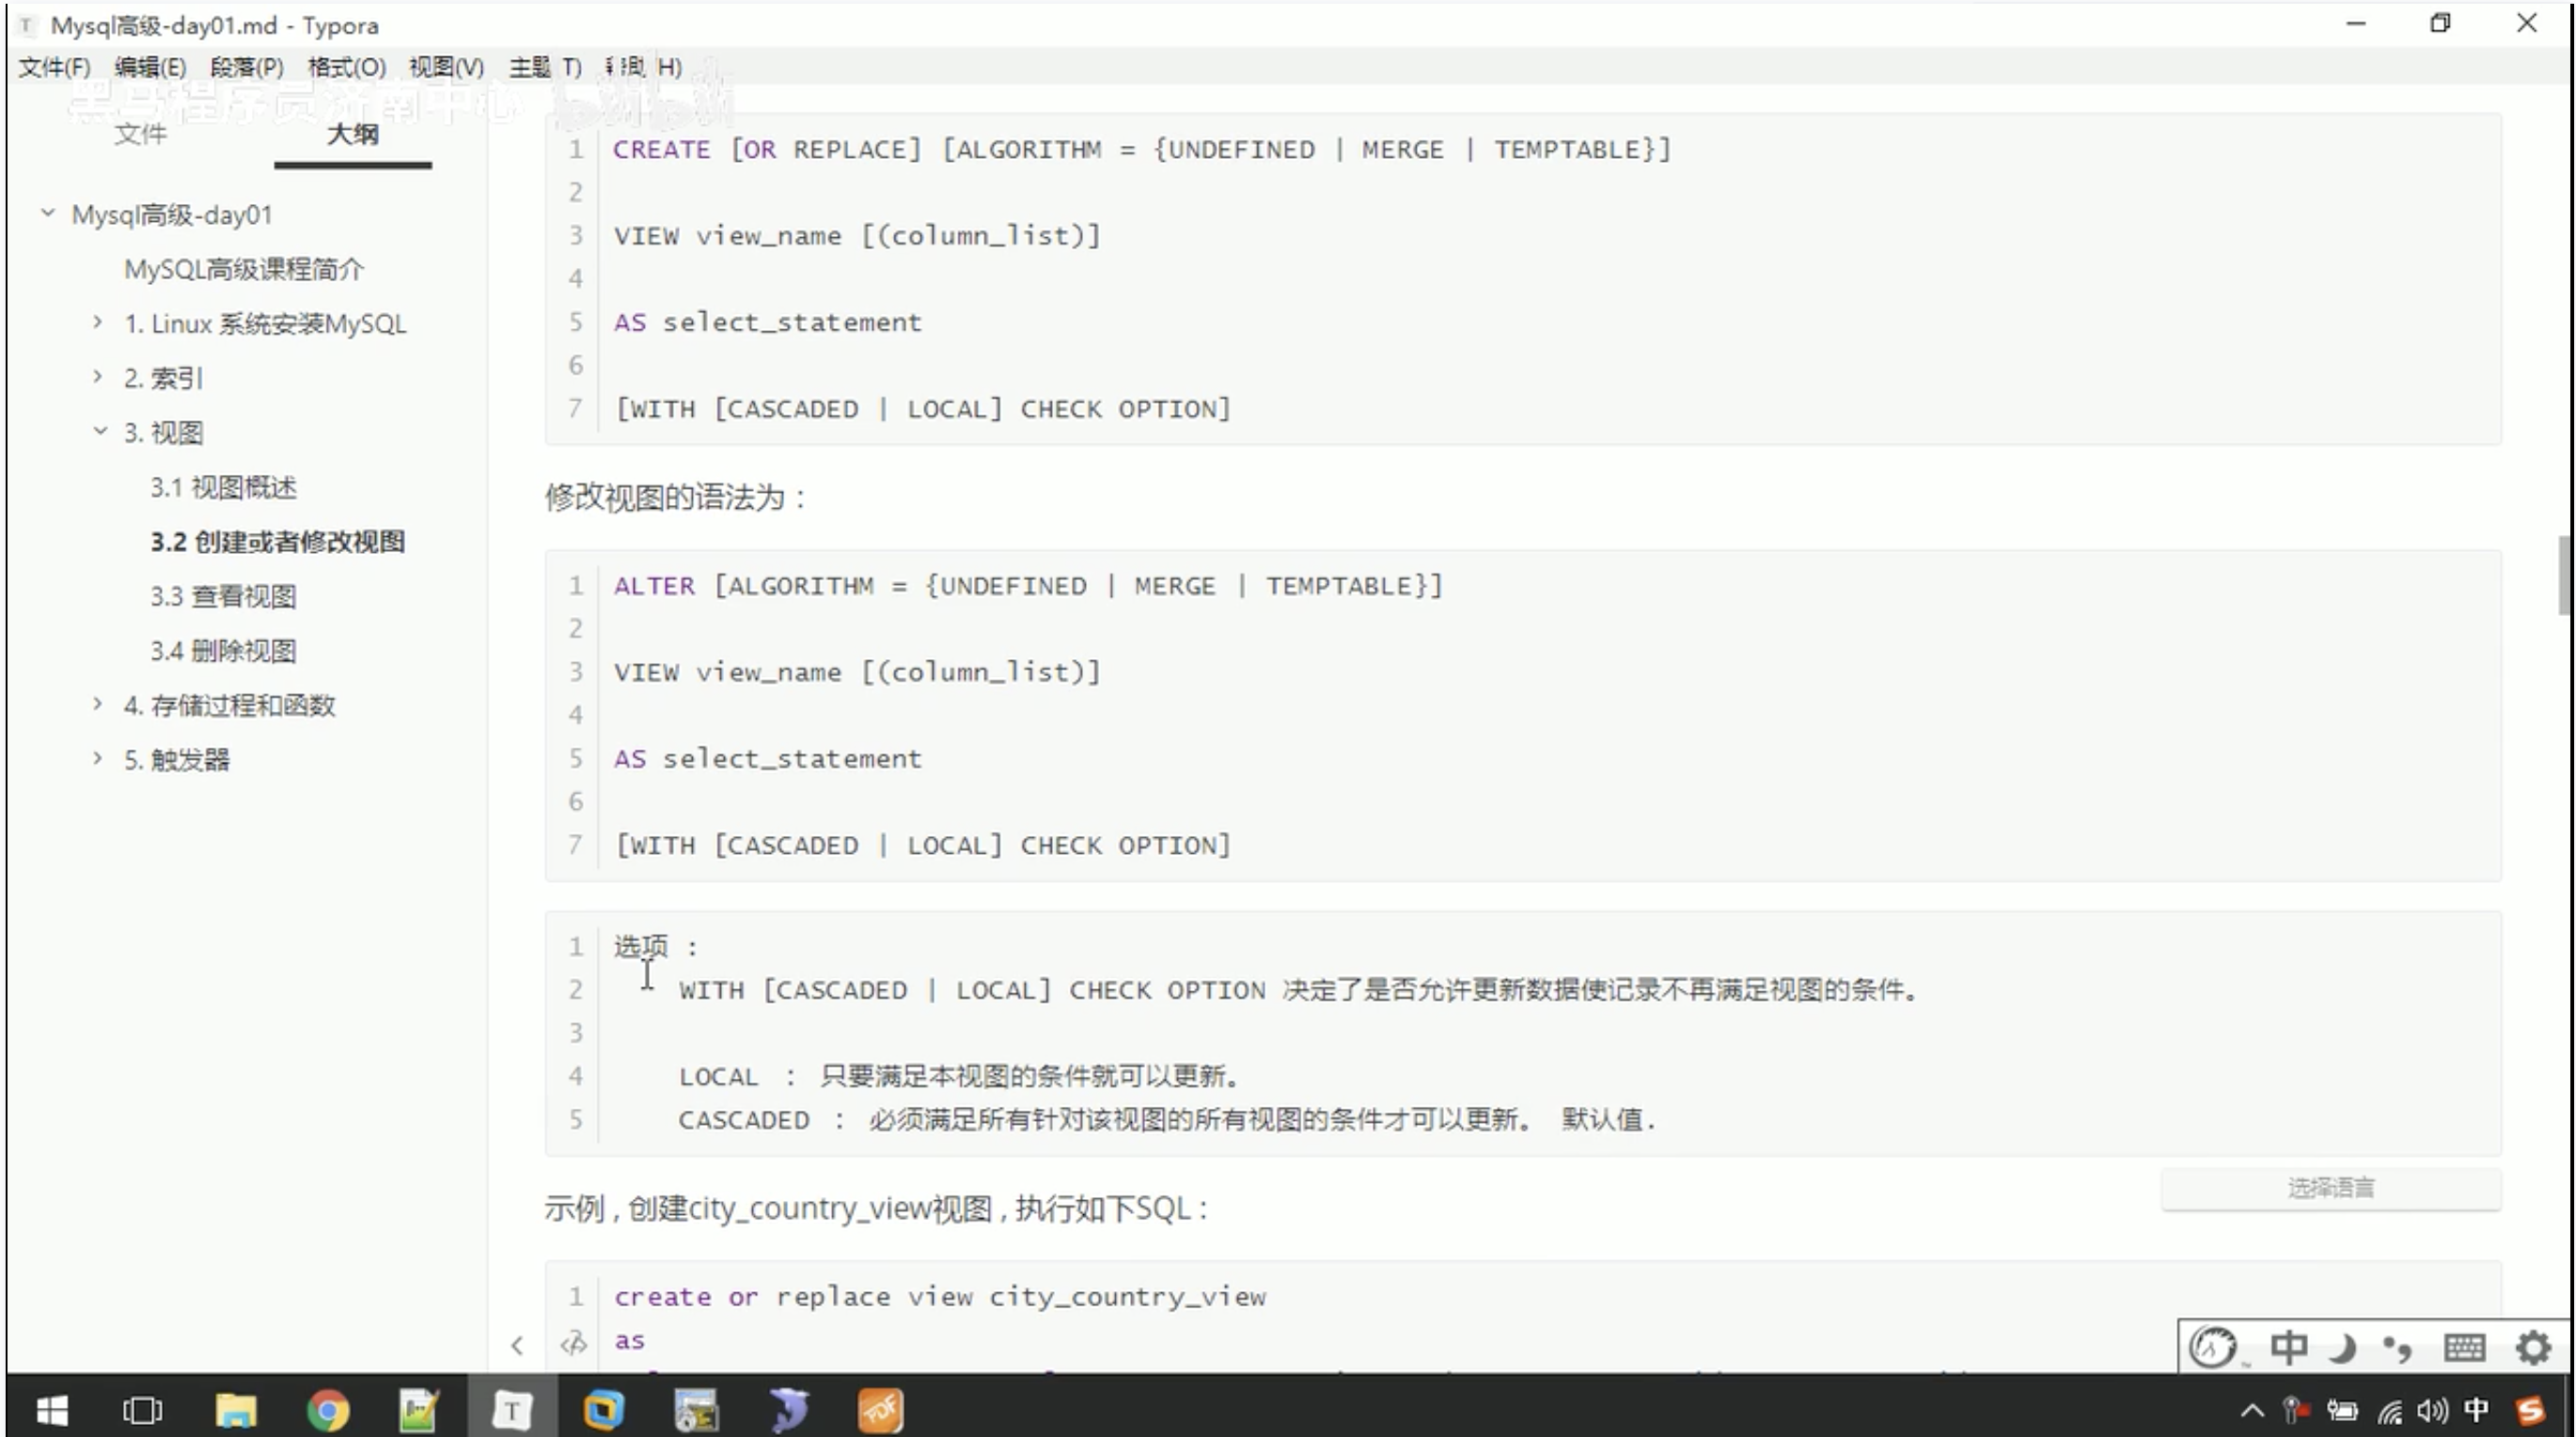 Mysql高级-day01.md - Typora
文件(F) 编辑(E) 段落(P) 格式(O) 视图(V) 主题(T) 帮助(H)
黑马程序员济南中心 bilibili
文件 大纲
Mysql高级-day01
MySQL高级课程简介
1. Linux 系统安装MySQL
2. 索引
3. 视图
3.1 视图概述
3.2 创建或者修改视图
3.3 查看视图
3.4 删除视图
4. 存储过程和函数
5. 触发器
1 CREATE [OR REPLACE] [ALGORITHM = {UNDEFINED | MERGE | TEMPTABLE}]
2
3 VIEW view_name [(column_list)]
4
5 AS select_statement
6
7 [WITH [CASCADED | LOCAL] CHECK OPTION]
修改视图的语法为：
1 ALTER [ALGORITHM = {UNDEFINED | MERGE | TEMPTABLE}]
2
3 VIEW view_name [(column_list)]
4
5 AS select_statement
6
7 [WITH [CASCADED | LOCAL] CHECK OPTION]
1 选项 :
2 WITH [CASCADED | LOCAL] CHECK OPTION 决定了是否允许更新数据使记录不再满足视图的条件。
3
4 LOCAL ： 只要满足本视图的条件就可以更新。
5 CASCADED ： 必须满足所有针对该视图的所有视图的条件才可以更新。 默认值.
选择语言
示例 , 创建city_country_view视图 , 执行如下SQL :
1 create or replace view city_country_view
as
中
T PDF 中 S